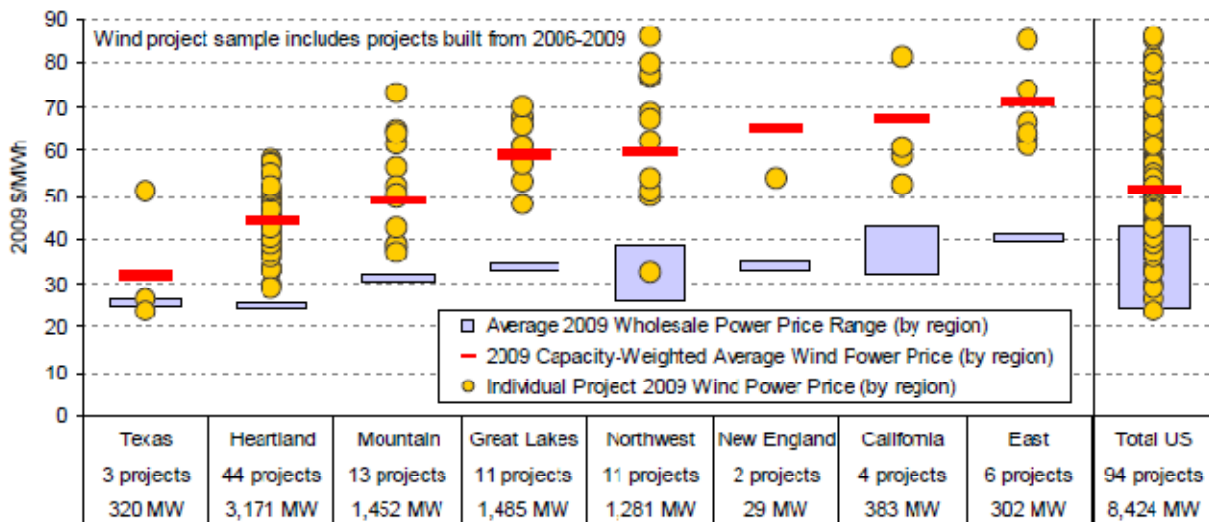 90
80
70
60
50
40
30
20
10
0
2009 $/MWh
Wind project sample includes projects built from 2006-2009
Average 2009 Wholesale Power Price Range (by region)
2009 Capacity-Weighted Average Wind Power Price (by region)
Individual Project 2009 Wind Power Price (by region)
Texas Heartland Mountain Great Lakes Northwest New England California East Total US
3 projects 44 projects 13 projects 11 projects 11 projects 2 projects 4 projects 6 projects 94 projects
320 MW 3,171 MW 1,452 MW 1,485 MW 1,281 MW 29 MW 383 MW 302 MW 8,424 MW